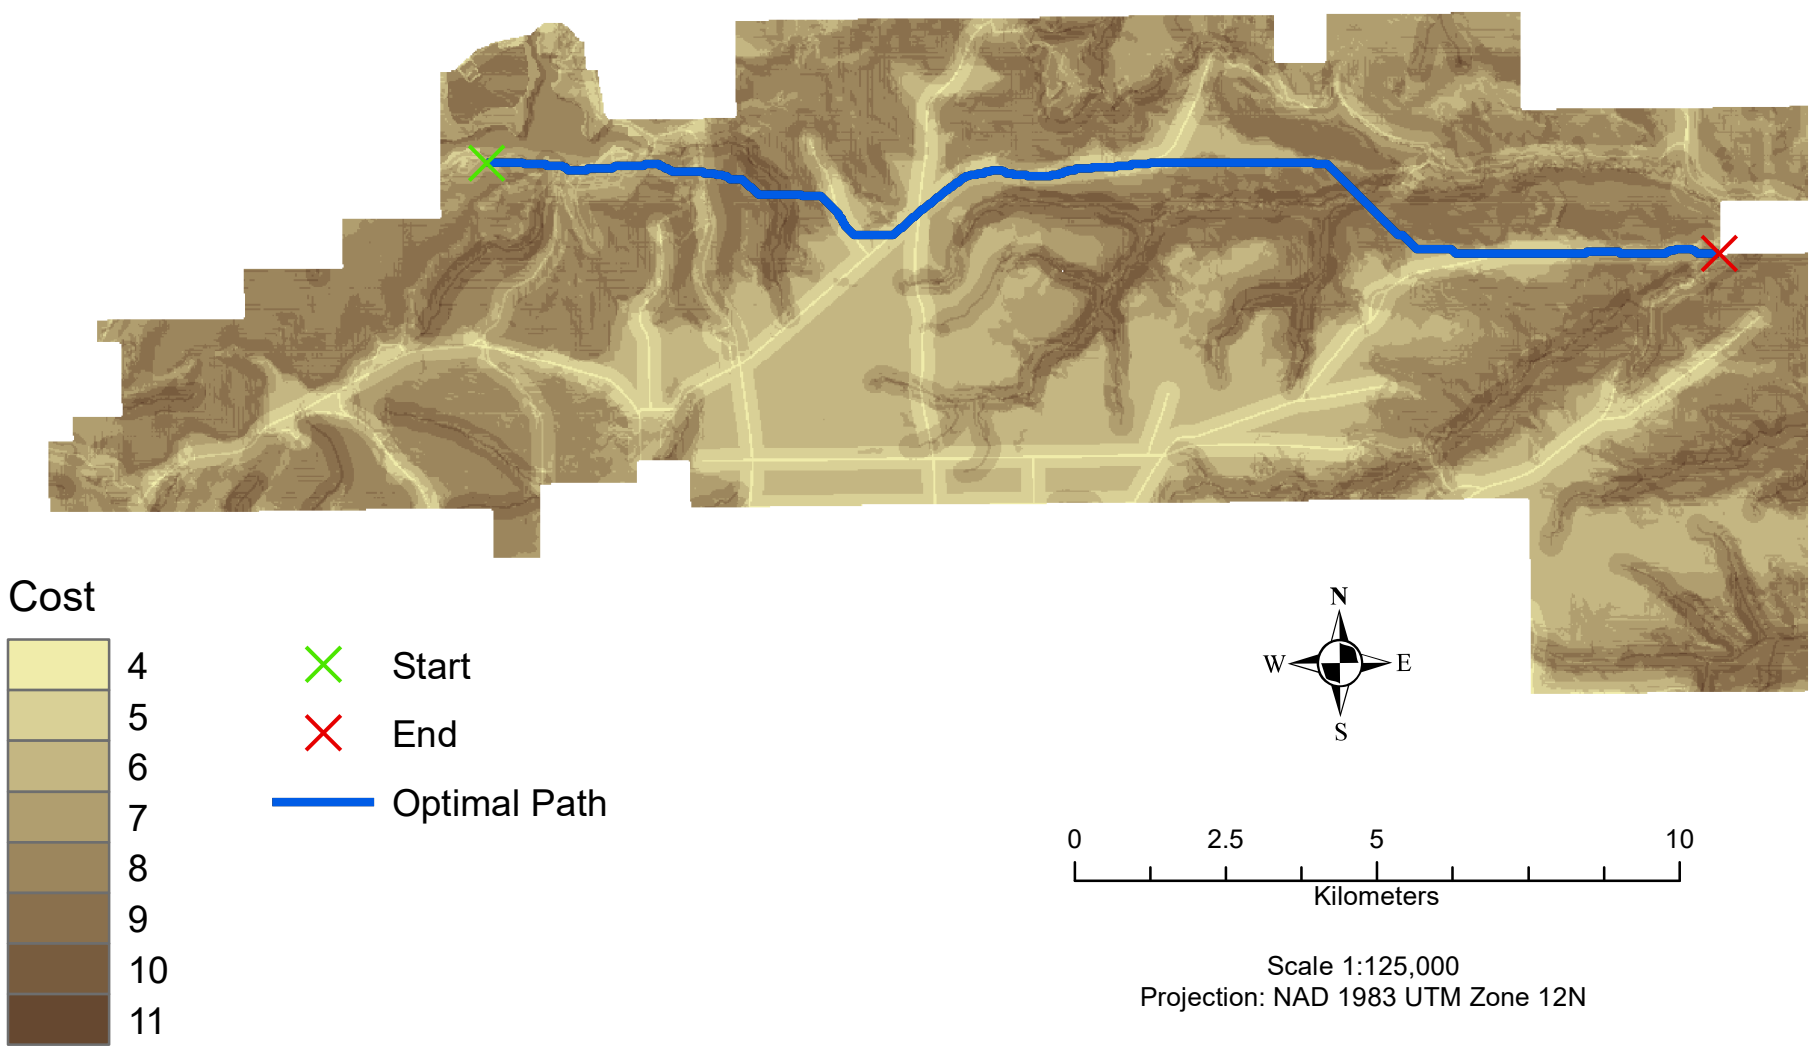 Cost
4
5
6
7
8
9
10
11
Start
End
Optimal Path
N
W E
S
0 2.5 5 10
Kilometers
Scale 1:125,000
Projection: NAD 1983 UTM Zone 12N